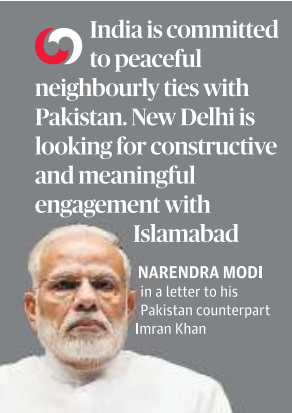 India is committed
to peaceful
neighbourly ties with
Pakistan. New Delhi is
looking for constructive
and meaningful
engagement with
Islamabad
NARENDRA MODI
in a letter to his
Pakistan counterpart
Imran Khan